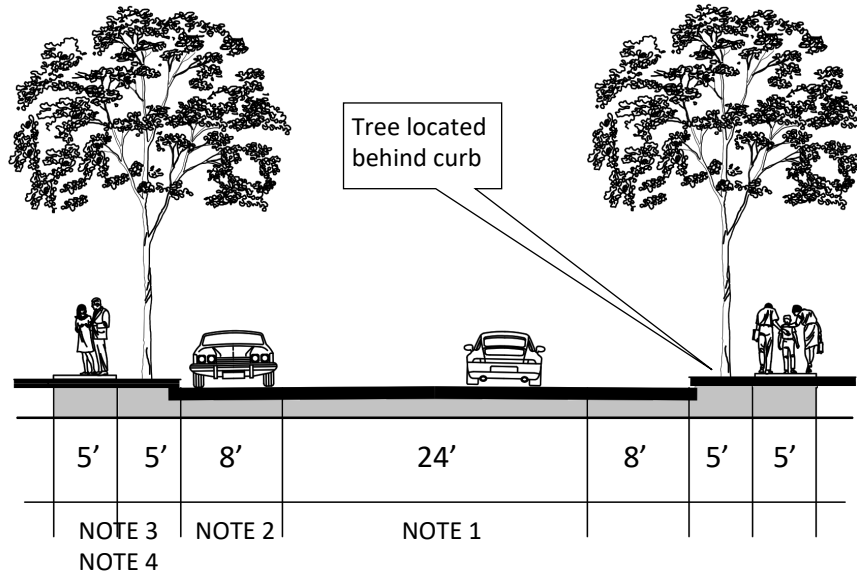 Tree located
behind curb
5’ 5’ 8’ 24’ 8’ 5’ 5’
NOTE 3 NOTE 2 NOTE 1
NOTE 4